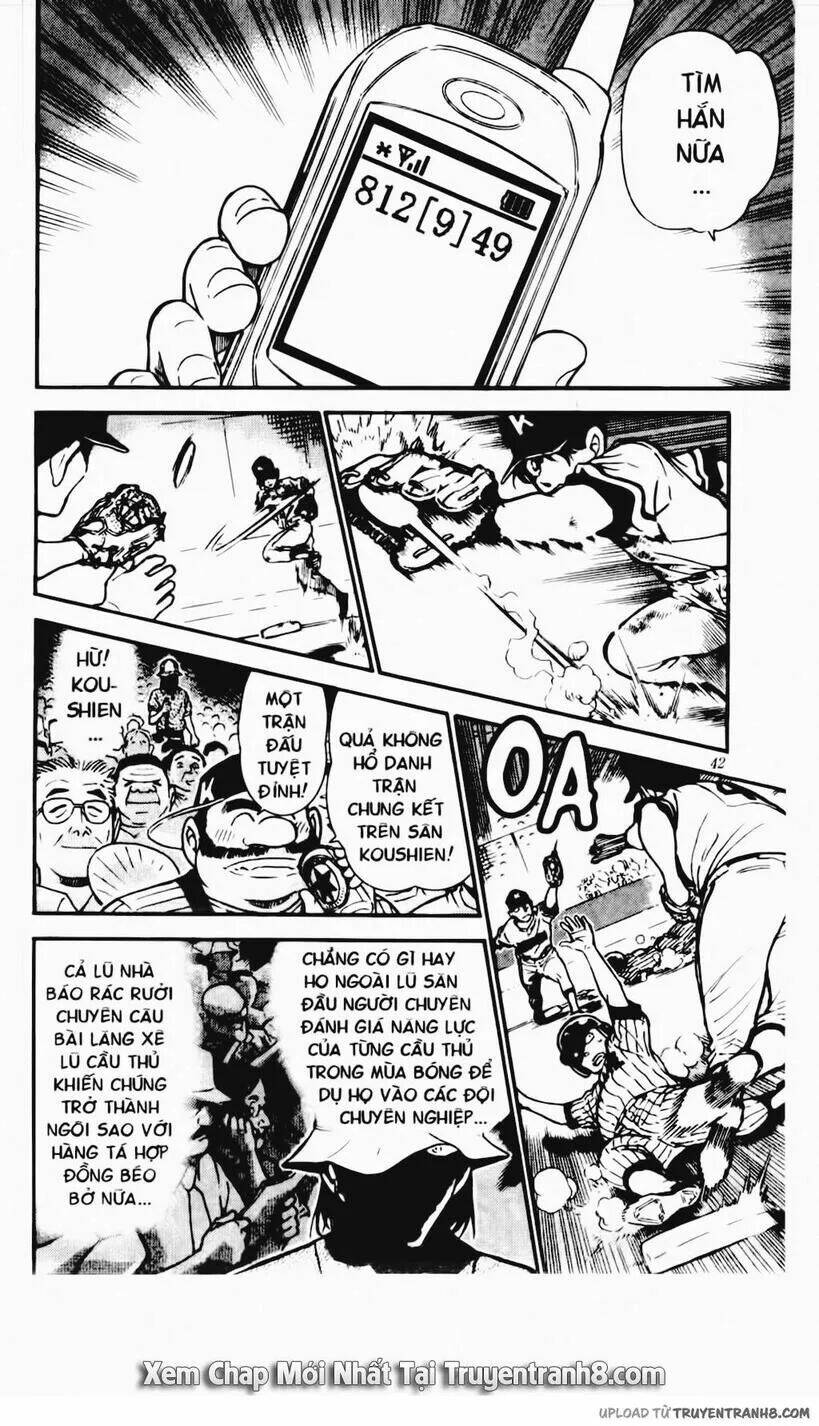 TÌM
HẮN
NỮA
...
812[9]49
K
HỪ!
KOU-
SHIEN
...
MỘT
TRẬN
ĐẤU
TUYỆT
ĐỈNH!
QUẢ KHÔNG
HỔ DANH
TRẬN
CHUNG KẾT
TRÊN SÂN
KOUSHIEN!
42
OA
CẢ LŨ NHÀ
BÁO RÁC RƯỞI
CHUYÊN CÂU
BÀI LĂNG XÊ
LŨ CẦU THỦ
KHIẾN CHÚNG
TRỞ THÀNH
NGÔI SAO VỚI
HÀNG TÁ HỢP
ĐỒNG BÉO
BỞ NỮA...
CHẲNG CÓ GÌ HAY
HO NGOÀI LŨ SĂN
ĐẦU NGƯỜI CHUYÊN
ĐÁNH GIÁ NĂNG LỰC
CỦA TỪNG CẦU THỦ
TRONG MÙA BÓNG ĐỂ
DỤ HỌ VÀO CÁC ĐỘI
CHUYÊN NGHIỆP...
Xem Chap Mới Nhất Tại Truyentranh8.com
UPLOAD TỪ TRUYENTRANH8.COM